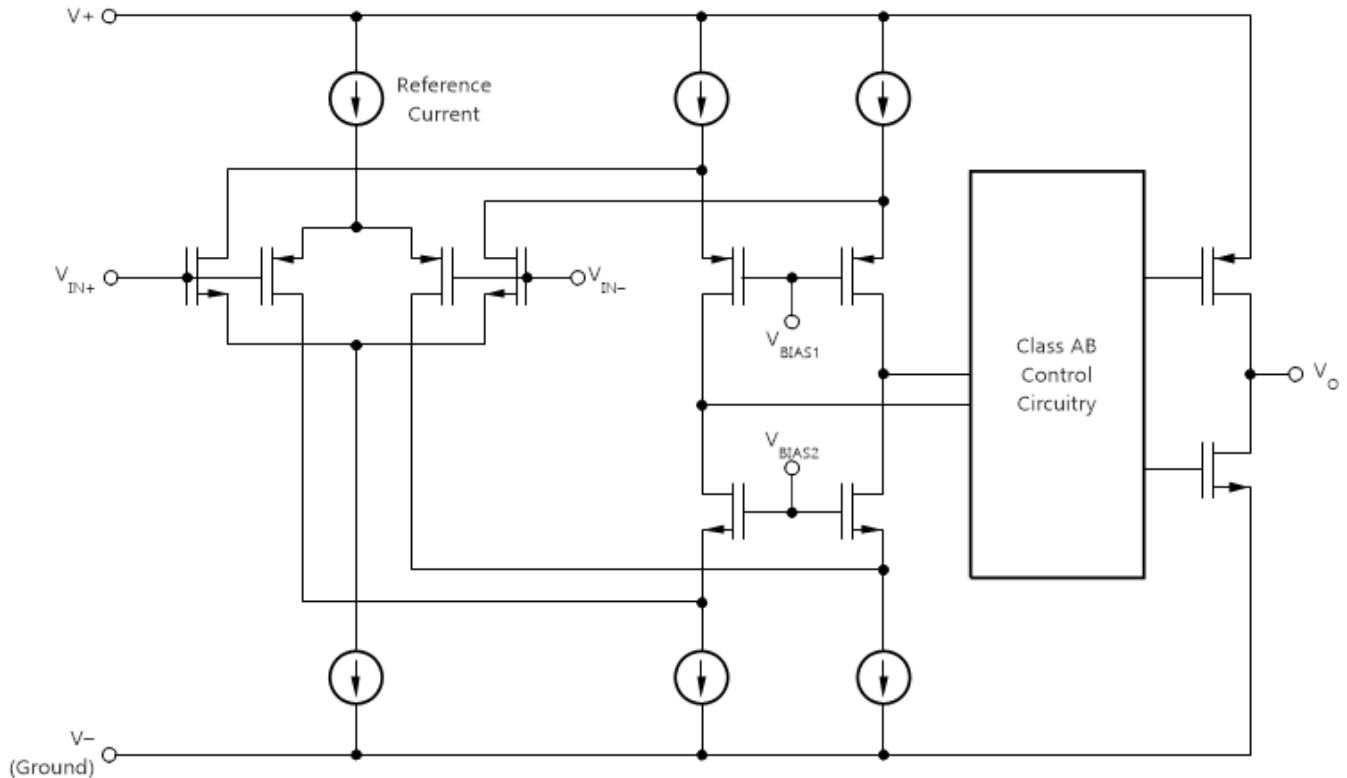 V+
Reference
Current
VIN+
VIN−
VBIAS1
Class AB
Control
Circuitry
VO
VBIAS2
V−
(Ground)